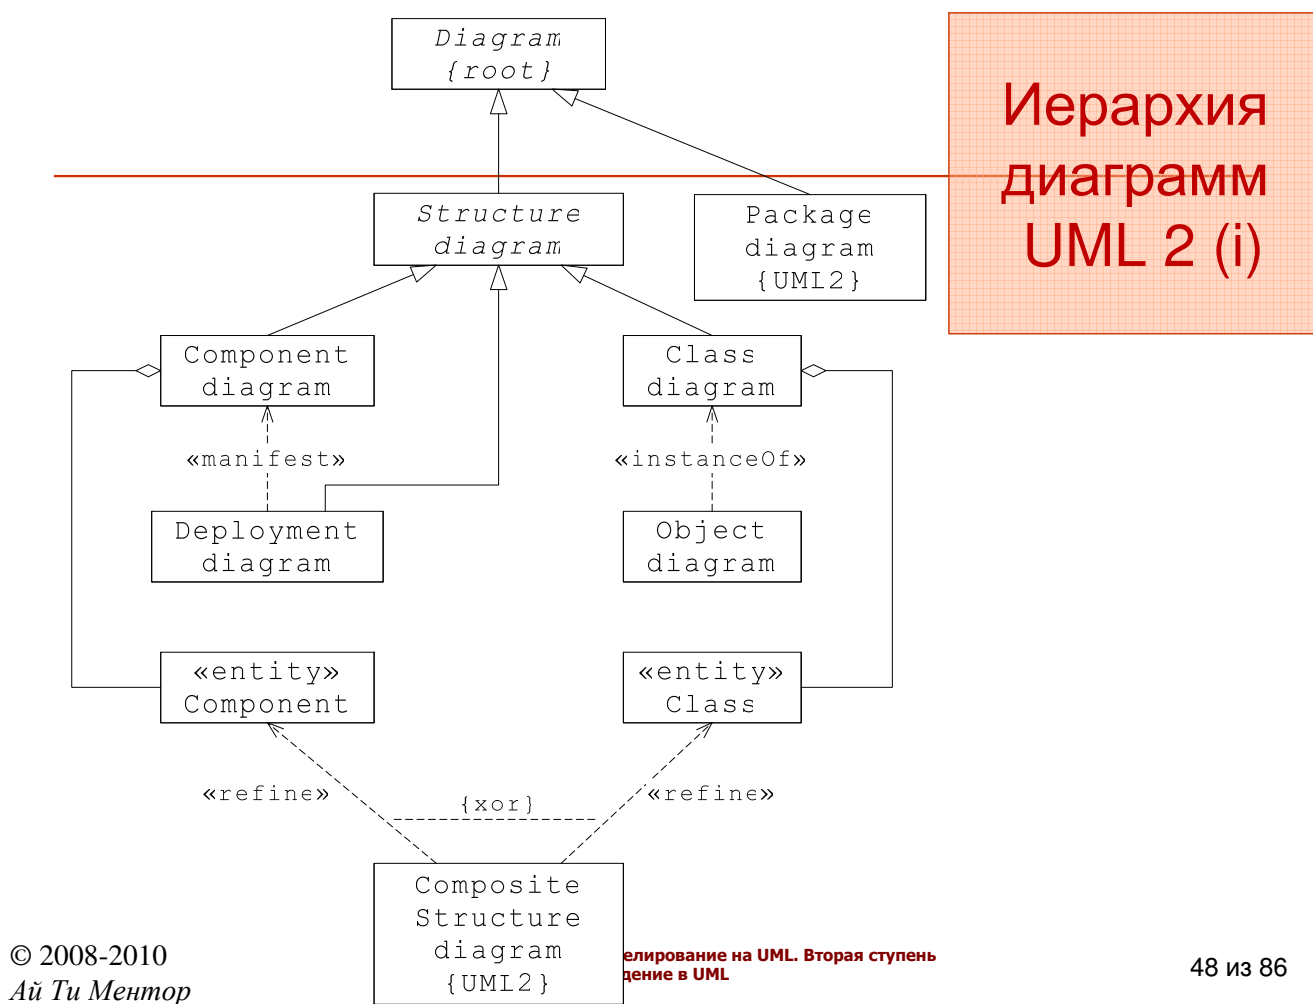 Diagram
{root}
Иерархия
диаграмм
UML 2 (i)
Structure
diagram
Package
diagram
{UML2}
Component
diagram
Class
diagram
«manifest»
«instanceOf»
Deployment
diagram
Object
diagram
«entity»
Component
«entity»
Class
«refine»
{xor}
«refine»
Composite
Structure
diagram
{UML2}
© 2008-2010
Ай Ти Ментор
елирование на UML. Вторая ступень
дение в UML
48 из 86